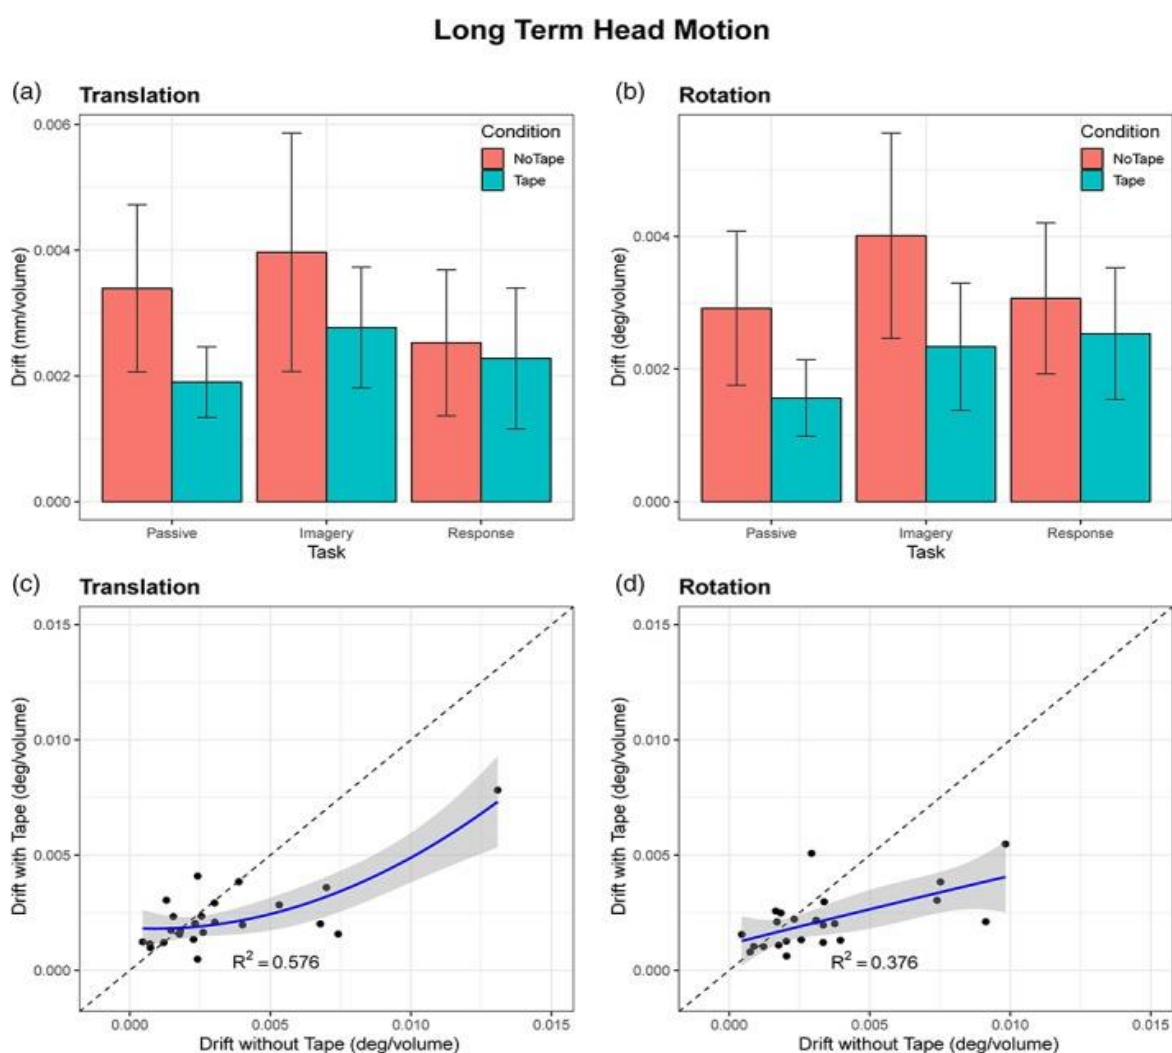 Long Term Head Motion
(a) Translation
Drift (mm/volume)
0.006
0.004
0.002
0.000
Condition
NoTape
Tape
Passive Imagery Response
Task
(b) Rotation
Drift (deg/volume)
0.004
0.002
0.000
Condition
NoTape
Tape
Passive Imagery Response
Task
(c) Translation
Drift with Tape (deg/volume)
0.015
0.010
0.005
0.000
R² = 0.576
0.000 0.005 0.010 0.015
Drift without Tape (deg/volume)
(d) Rotation
Drift with Tape (deg/volume)
0.015
0.010
0.005
0.000
R² = 0.376
0.000 0.005 0.010 0.015
Drift without Tape (deg/volume)